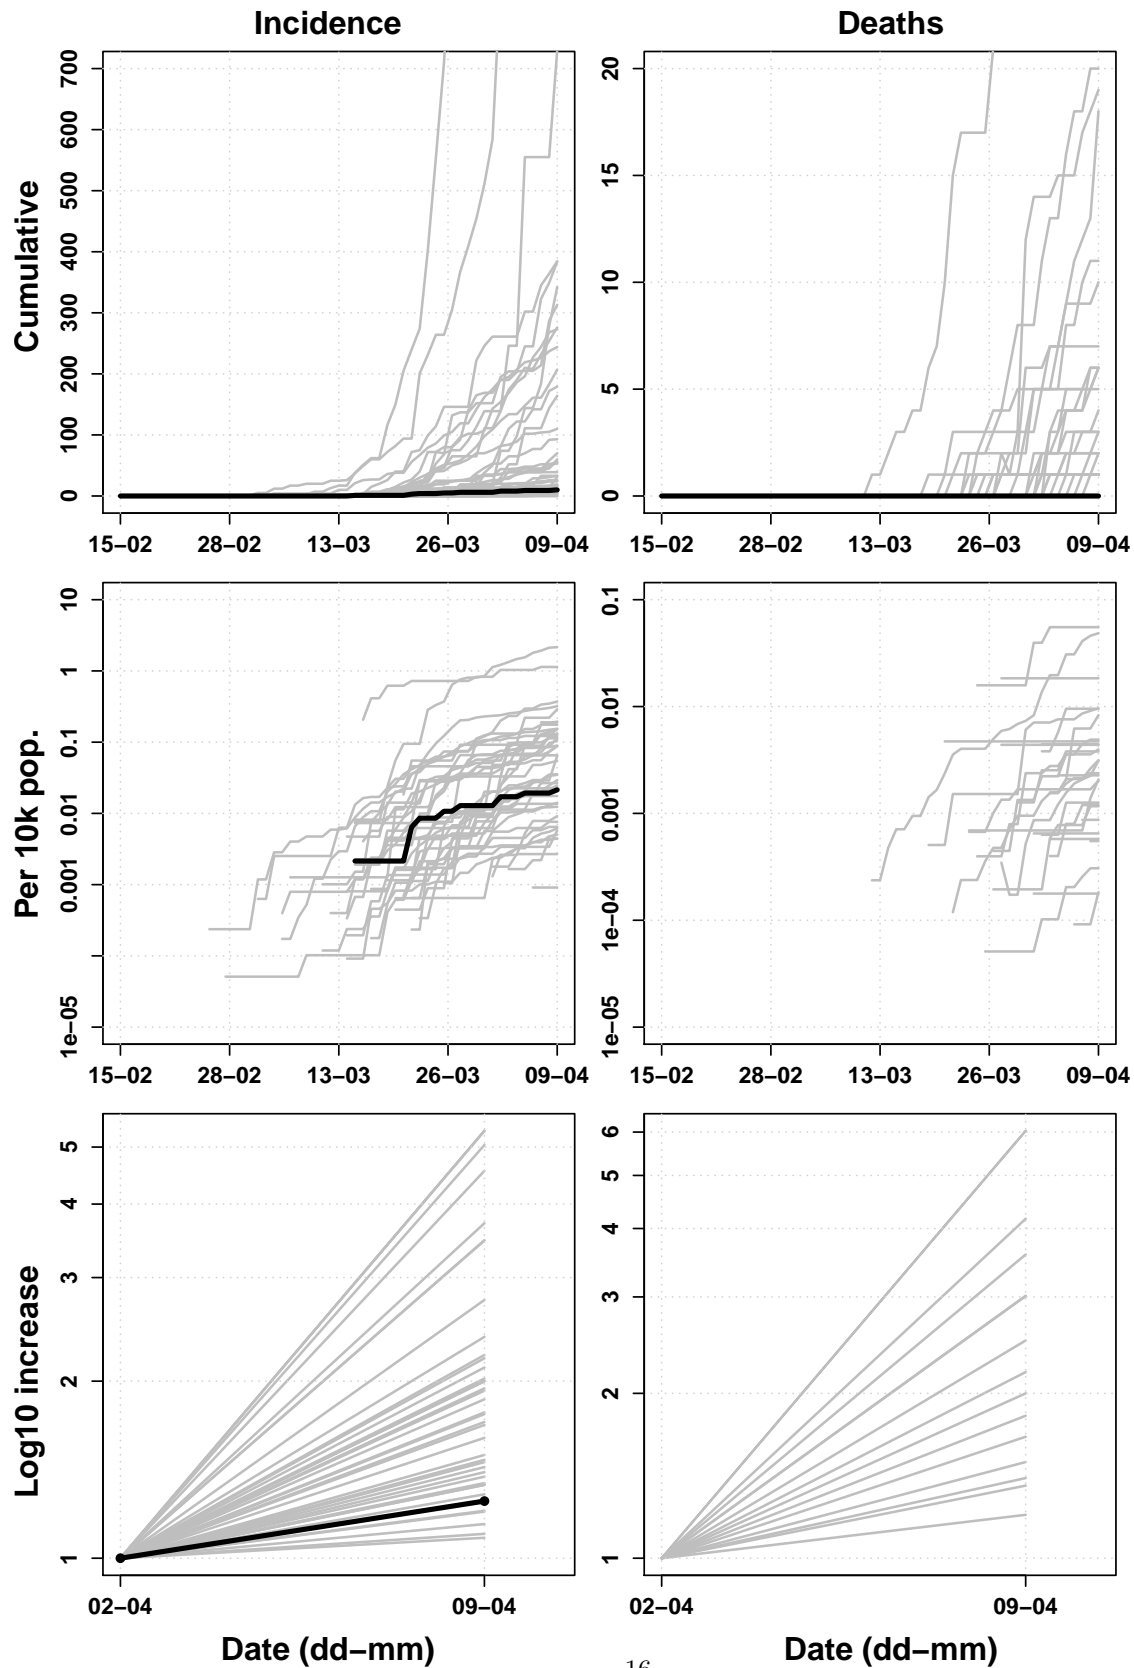 Incidence
Deaths
Cumulative
0 100 200 300 400 500 600 700
15−02 28−02 13−03 26−03 09−04
0 5 10 15 20
15−02 28−02 13−03 26−03 09−04
Per 10k pop.
1e−05 0.001 0.01 0.1 1 10
15−02 28−02 13−03 26−03 09−04
1e−05 1e−04 0.001 0.01 0.1
15−02 28−02 13−03 26−03 09−04
Log10 increase
1 2 3 4 5
02−04 09−04
Date (dd−mm)
1 2 3 4 5 6
02−04 09−04
Date (dd−mm)
16